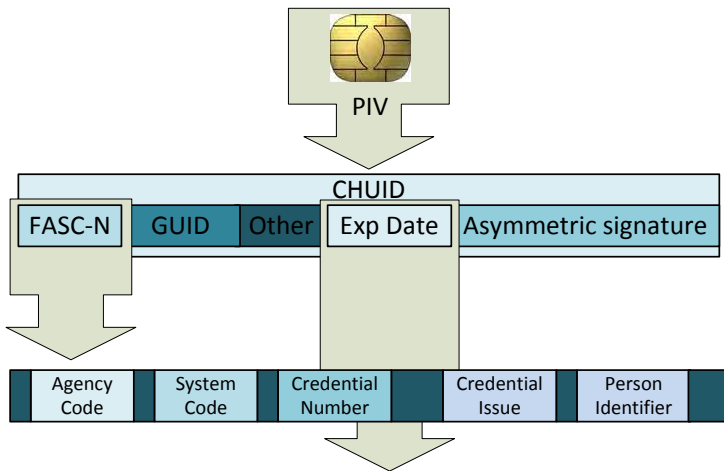 PIV
CHUID
FASC-N GUID Other Exp Date Asymmetric signature
Agency System Credential Credential Person
Code Code Number Issue Identifier